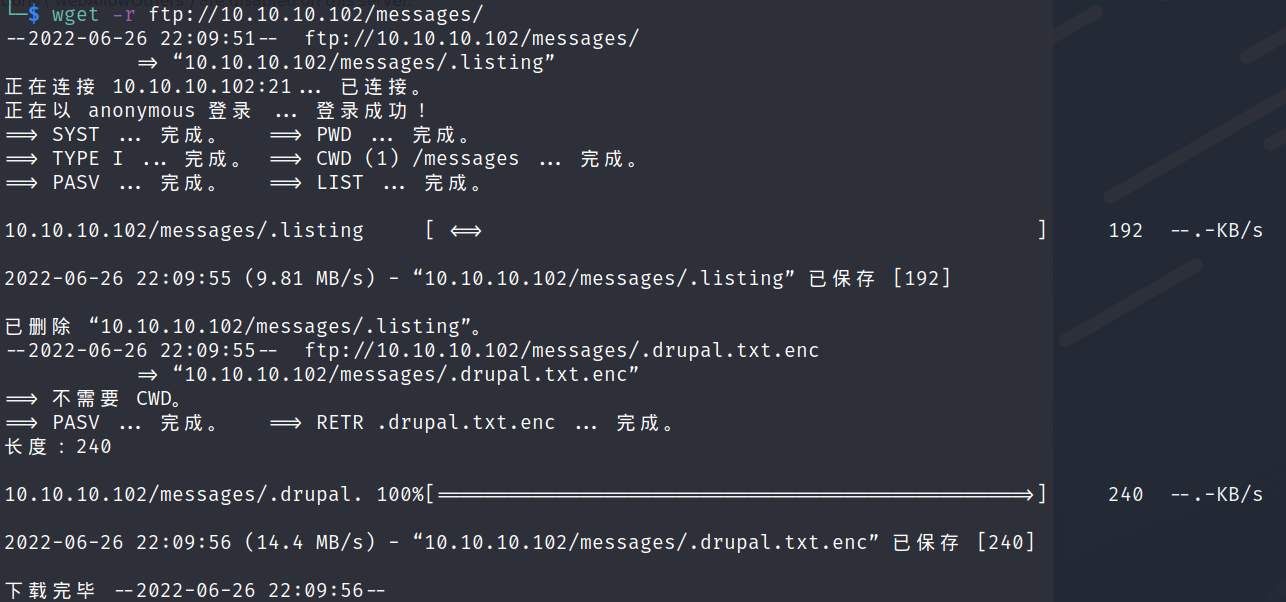 └─$ wget -r ftp://10.10.10.102/messages/
--2022-06-26 22:09:51--  ftp://10.10.10.102/messages/
           => “10.10.10.102/messages/.listing”
正在连接 10.10.10.102:21... 已连接。
正在以 anonymous 登录 ... 登录成功！
==> SYST ... 完成。   ==> PWD ... 完成。
==> TYPE I ... 完成。 ==> CWD (1) /messages ... 完成。
==> PASV ... 完成。   ==> LIST ... 完成。
10.10.10.102/messages/.listing     [ <=>                                              ]     192  --.-KB/s
2022-06-26 22:09:55 (9.81 MB/s) - “10.10.10.102/messages/.listing” 已保存 [192]
已删除 “10.10.10.102/messages/.listing”。
--2022-06-26 22:09:55--  ftp://10.10.10.102/messages/.drupal.txt.enc
           => “10.10.10.102/messages/.drupal.txt.enc”
==> 不需要 CWD。
==> PASV ... 完成。   ==> RETR .drupal.txt.enc ... 完成。
长度：240
10.10.10.102/messages/.drupal. 100%[=================================================>]     240  --.-KB/s
2022-06-26 22:09:56 (14.4 MB/s) - “10.10.10.102/messages/.drupal.txt.enc” 已保存 [240]
下载完毕 --2022-06-26 22:09:56--